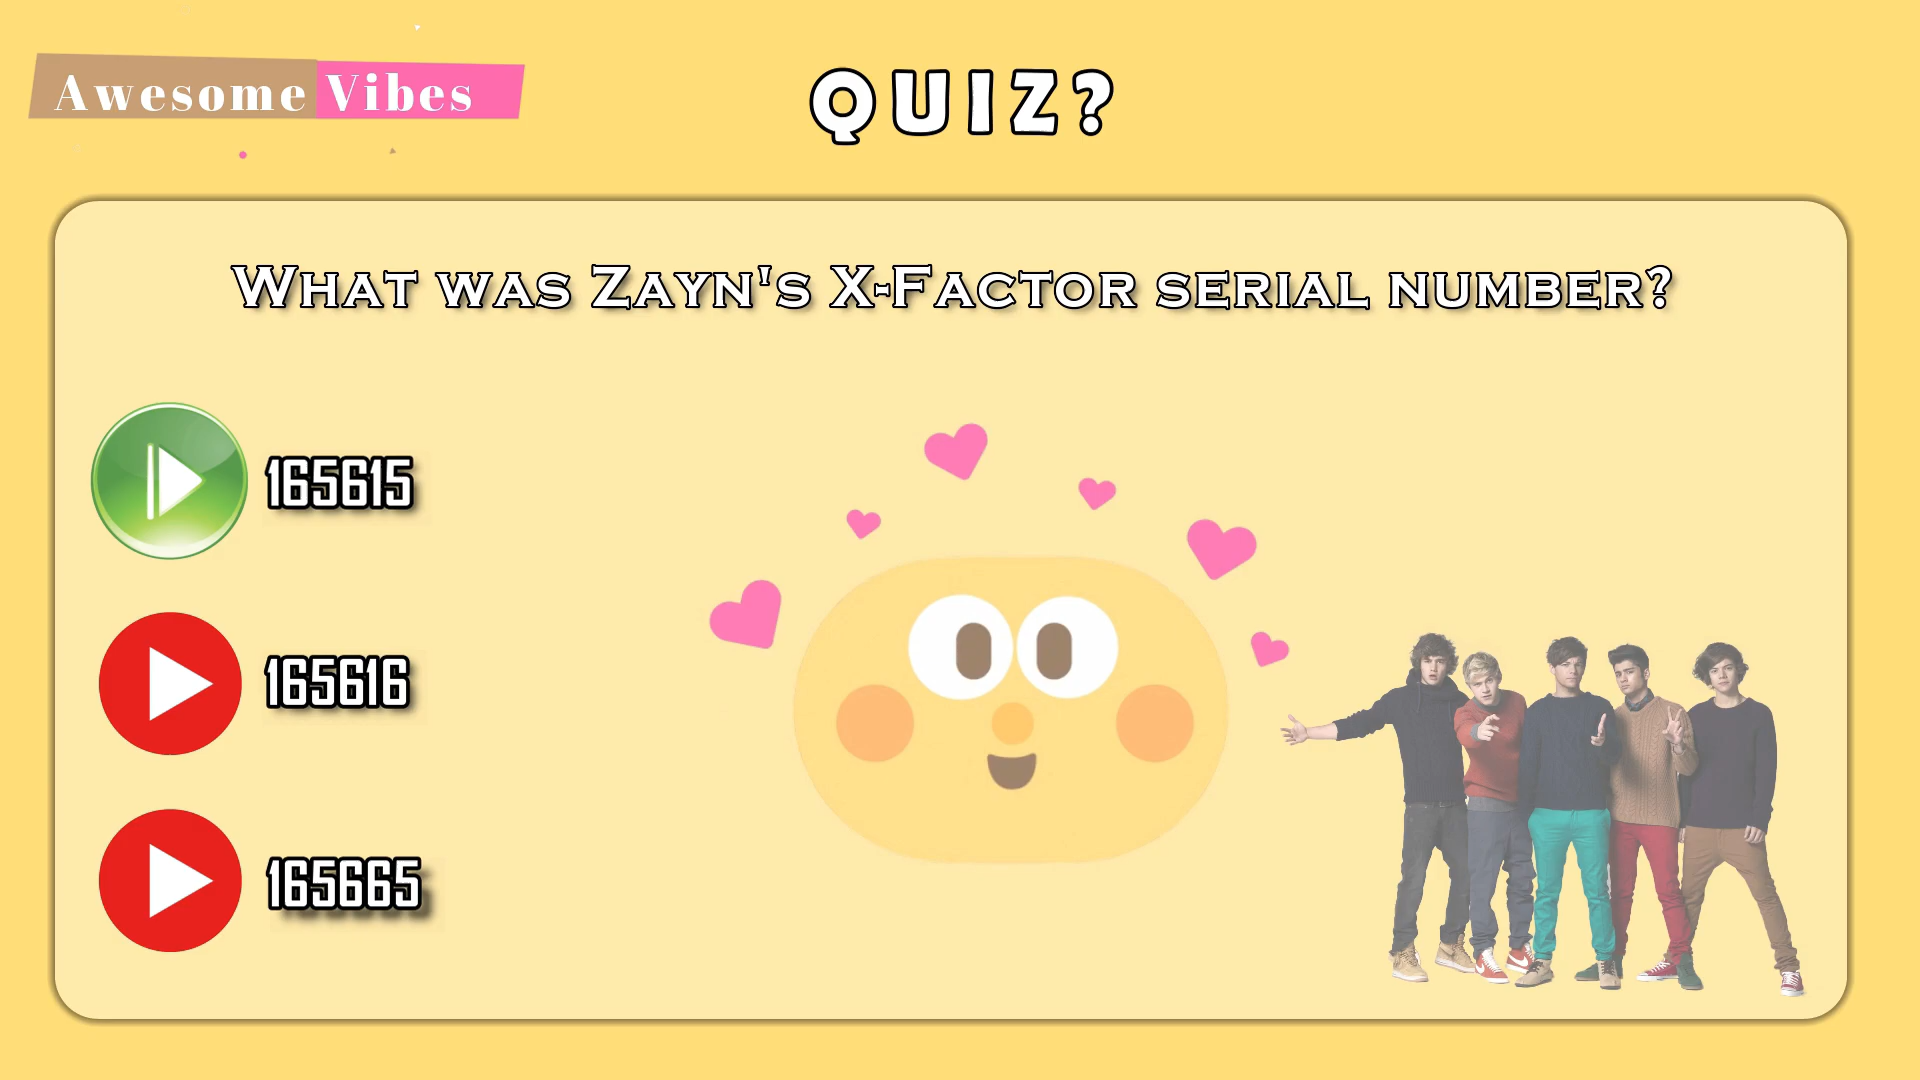 Awesome Vibes
QUIZ?
What was Zayn's X-Factor serial number?
165615
165616
165665